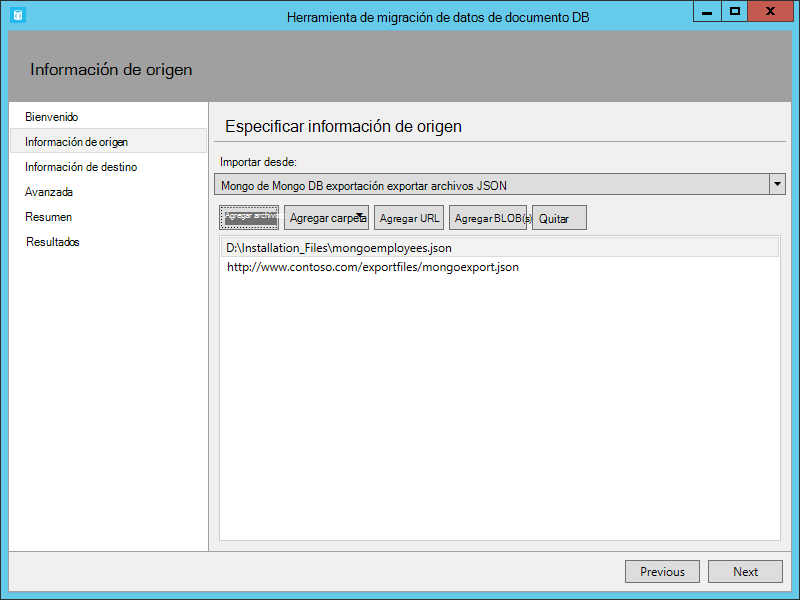 Herramienta de migración de datos de documento DB
Información de origen
Bienvenido
Información de origen
Información de destino
Avanzada
Resumen
Resultados
Especificar información de origen
Importar desde:
Mongo de Mongo DB exportación exportar archivos JSON
Agregar archivos
Agregar carpeta
Agregar URL
Agregar BLOB(s)
Quitar
D:\Installation_Files\mongoemployees.json
http://www.contoso.com/exportfiles/mongoexport.json
Previous
Next